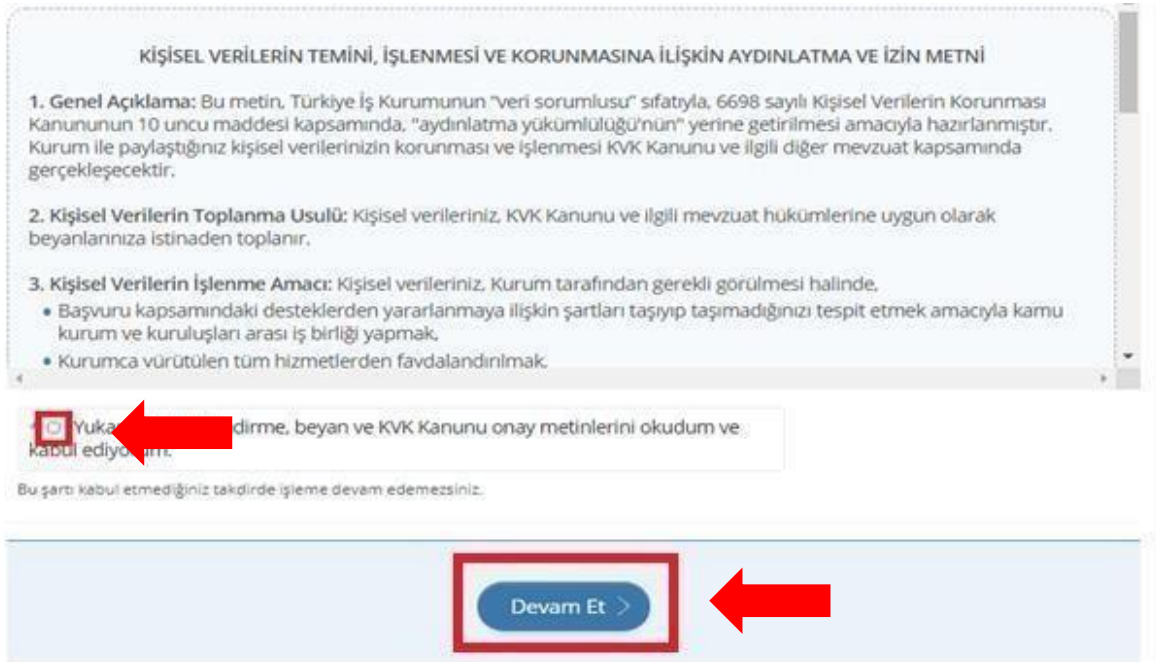 KİŞİSEL VERİLERİN TEMİNİ, İŞLENMESİ VE KORUNMASINA İLİŞKİN AYDINLATMA VE İZİN METNİ
1. Genel Açıklama: Bu metin, Türkiye İş Kurumunun "veri sorumlusu" sıfatıyla, 6698 sayılı Kişisel Verilerin Korunması
Kanununun 10 uncu maddesi kapsamında, "aydınlatma yükümlülüğü'nün" yerine getirilmesi amacıyla hazırlanmıştır.
Kurum ile paylaştığınız kişisel verilerinizin korunması ve işlenmesi KVK Kanunu ve ilgili diğer mevzuat kapsamında
gerçekleşecektir.
2. Kişisel Verilerin Toplanma Usulü: Kişisel verileriniz, KVK Kanunu ve ilgili mevzuat hükümlerine uygun olarak
beyanlarınıza istinaden toplanır.
3. Kişisel Verilerin İşlenme Amacı: Kişisel verileriniz, Kurum tarafından gerekli görülmesi halinde,
• Başvuru kapsamındaki desteklerden yararlanmaya ilişkin şartları taşıyıp taşımadığınızı tespit etmek amacıyla kamu
kurum ve kuruluşları arası iş birliği yapmak,
• Kurumca yürütülen tüm hizmetlerden faydalandırılmak,
dirme, beyan ve KVK Kanunu onay metinlerini okudum ve
kabul
Bu şartı kabul etmediğiniz takdirde işleme devam edemezsiniz.
Devam Et >